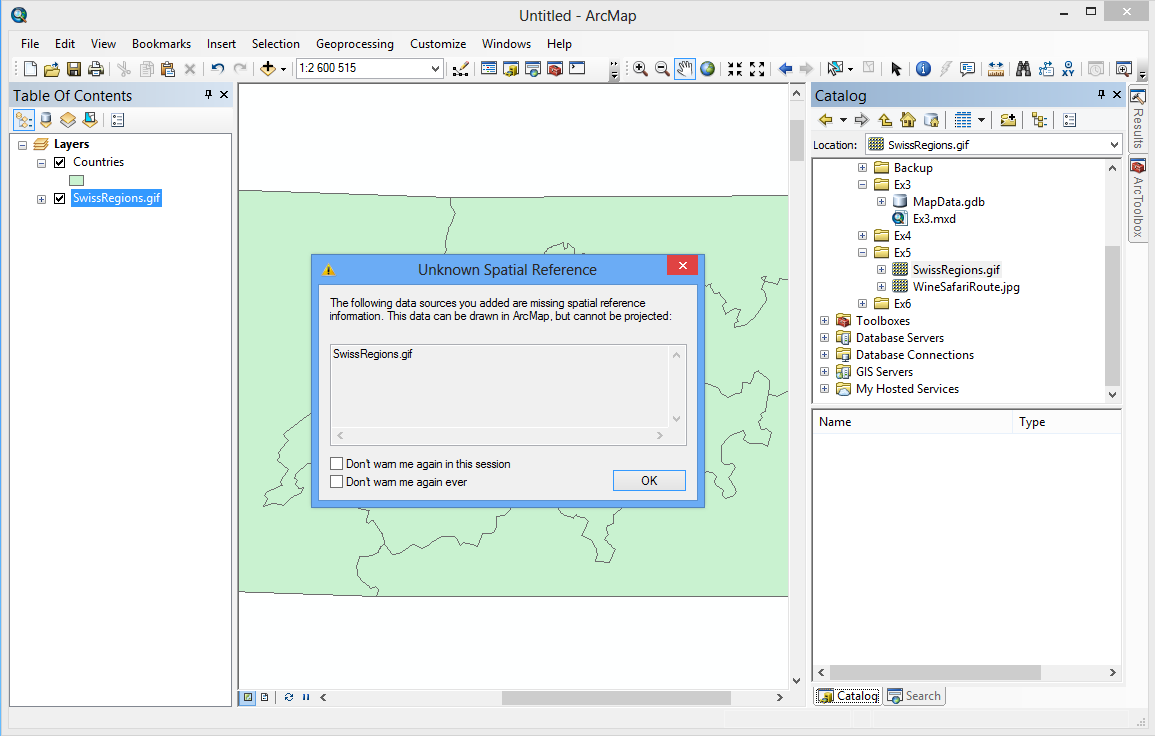 Untitled - ArcMap
File Edit View Bookmarks Insert Selection Geoprocessing Customize Windows Help
1:2 600 515
Table Of Contents
Layers
Countries
SwissRegions.gif
Unknown Spatial Reference
The following data sources you added are missing spatial reference
information. This data can be drawn in ArcMap, but cannot be projected:
SwissRegions.gif
Don't warn me again in this session
Don't warn me again ever
OK
Catalog
Location: SwissRegions.gif
Backup
Ex3
MapData.gdb
Ex3.mxd
Ex4
Ex5
SwissRegions.gif
WineSafariRoute.jpg
Ex6
Toolboxes
Database Servers
Database Connections
GIS Servers
My Hosted Services
Name Type
Catalog Search
Results
ArcToolbox